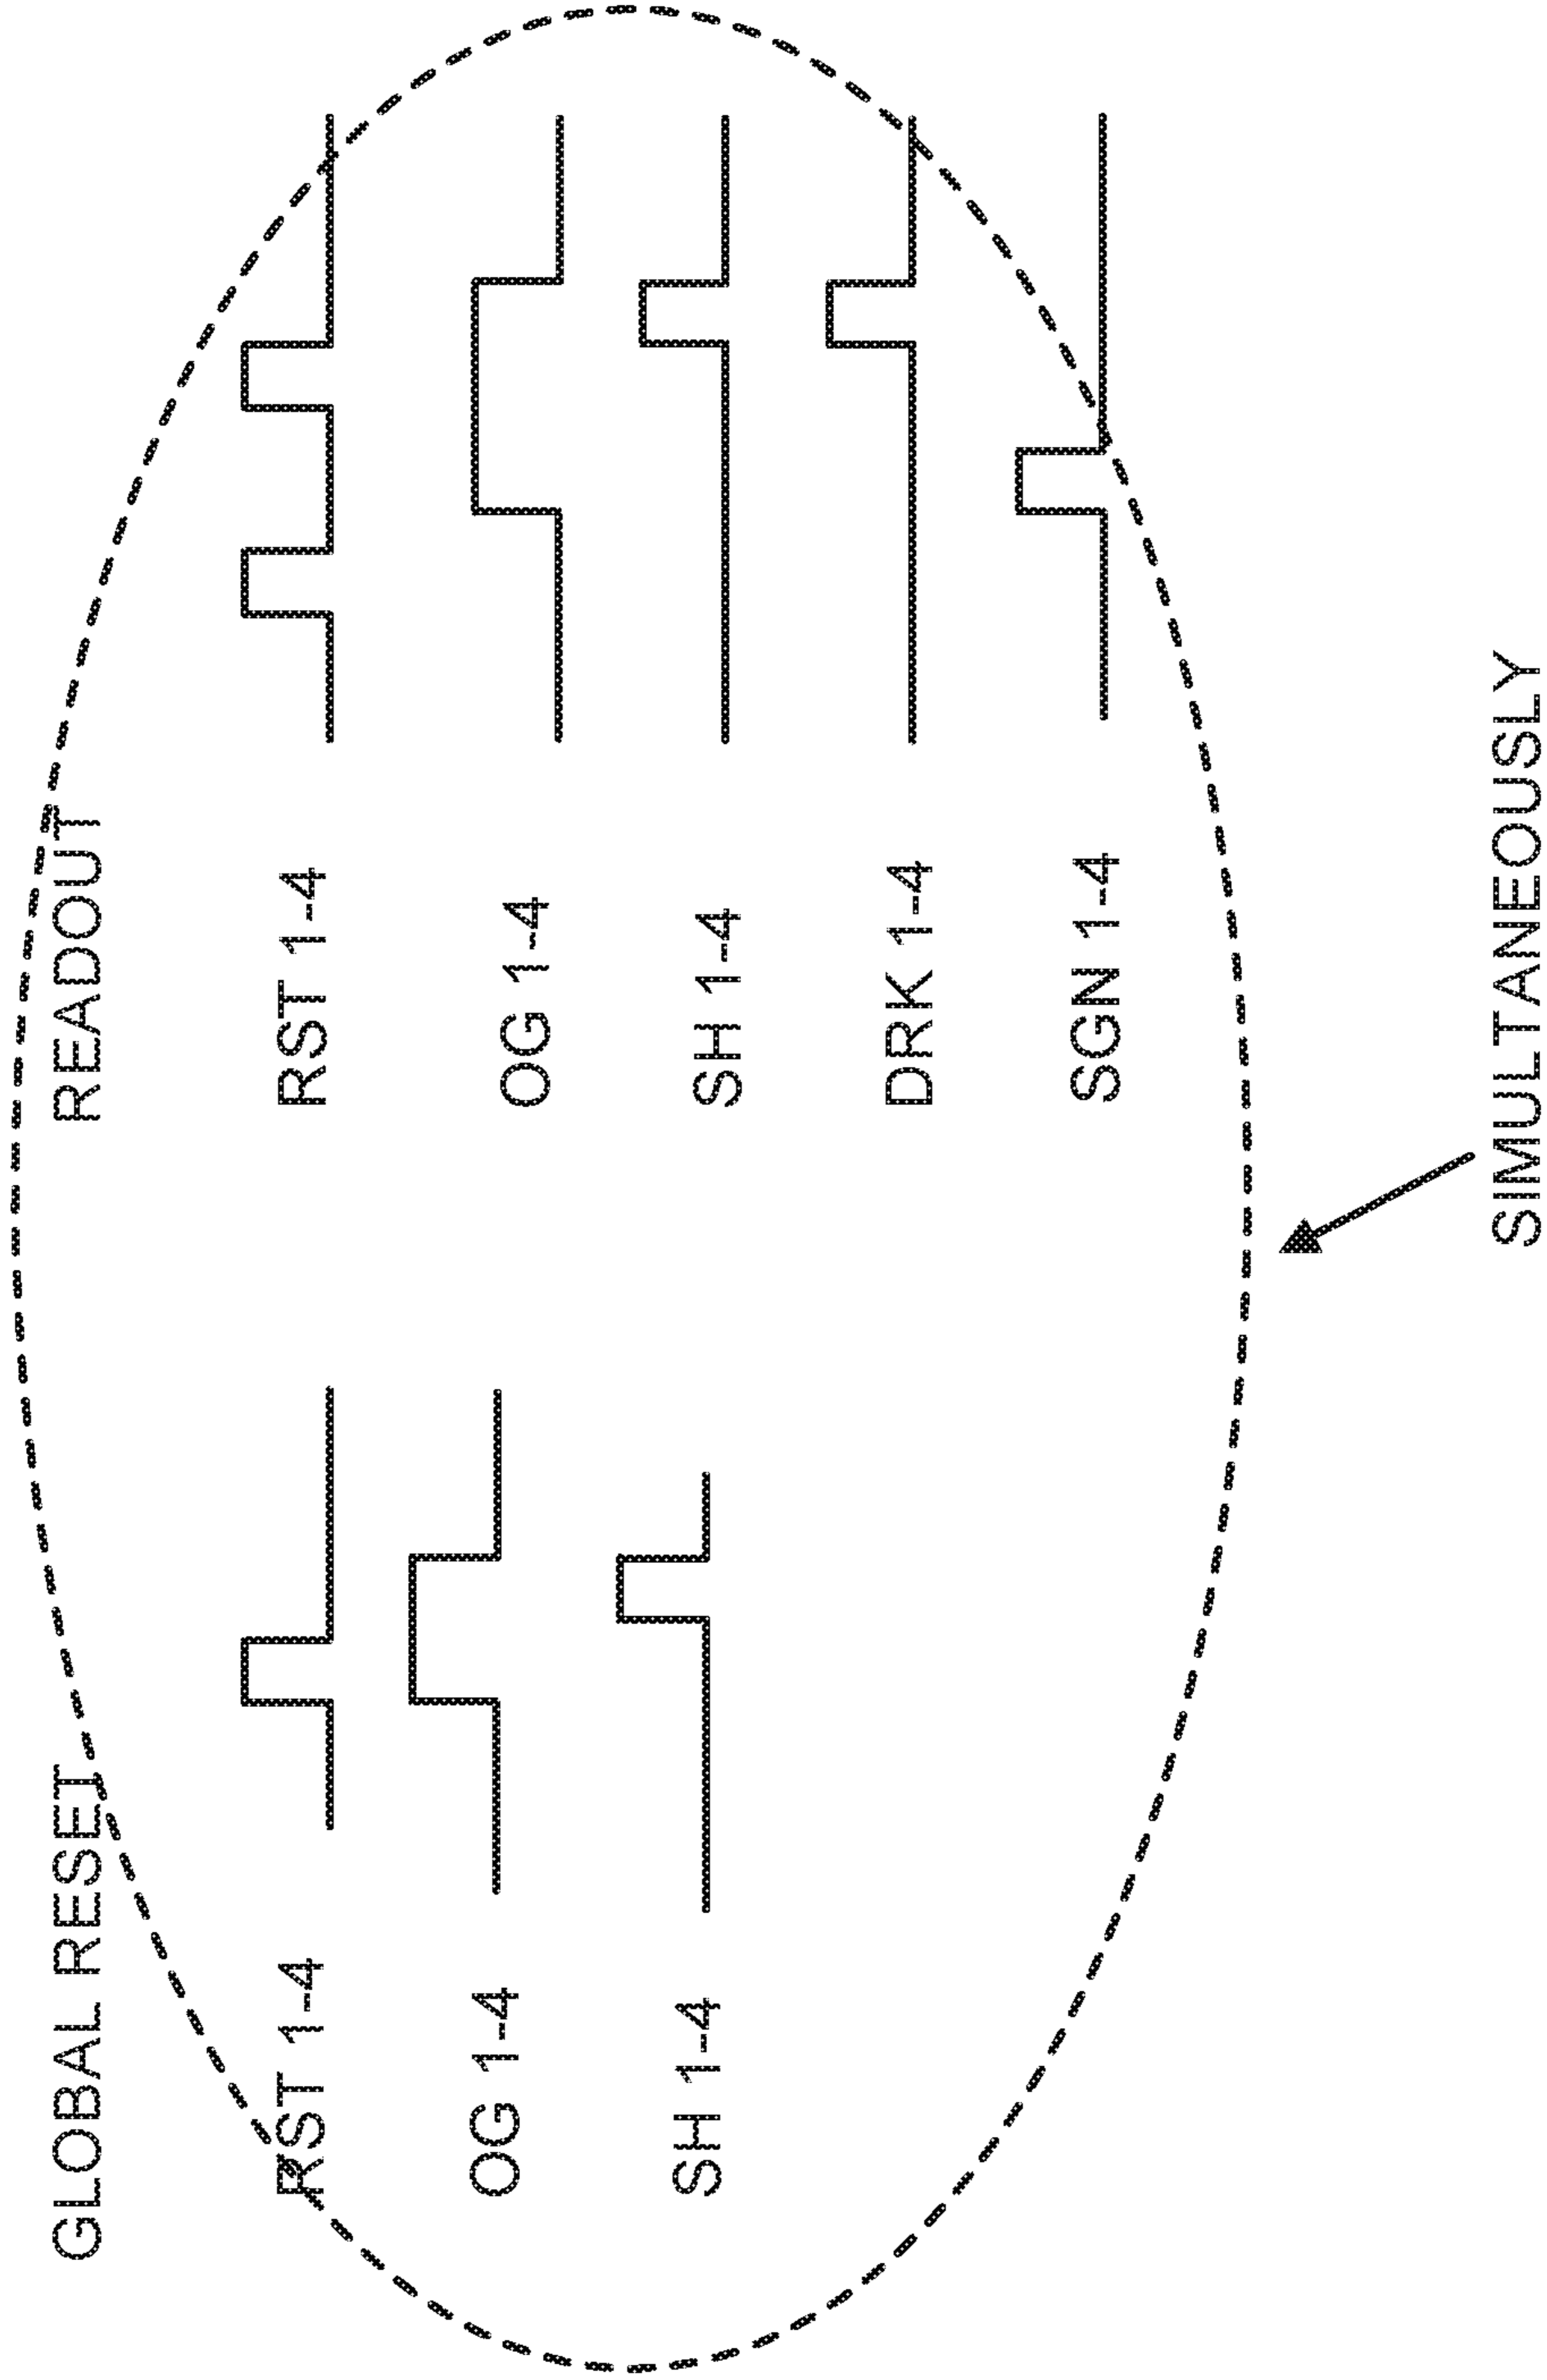 GLOBAL RESET
RST 1-4
OG 1-4
SH 1-4
READOUT
RST 1-4
OG 1-4
SH 1-4
DRK 1-4
SGN 1-4
SIMULTANEOUSLY